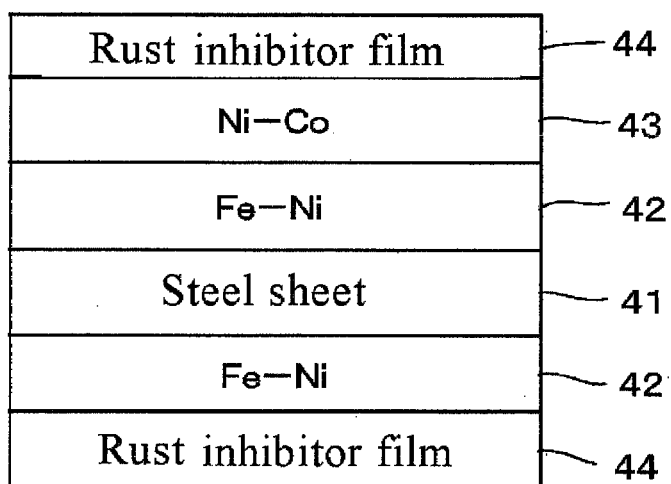 Rust inhibitor film 44
Ni-Co 43
Fe-Ni 42
Steel sheet 41
Fe-Ni 42
Rust inhibitor film 44